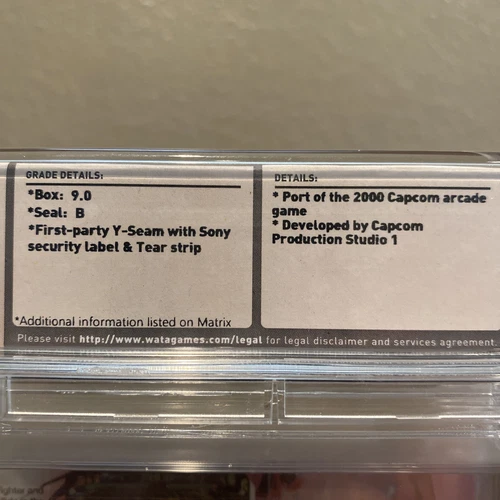 GRADE DETAILS:
*Box: 9.0
*Seal: B
*First-party Y-Seam with Sony
security label & Tear strip
*Additional information listed on Matrix
DETAILS:
* Port of the 2000 Capcom arcade
game
* Developed by Capcom
Production Studio 1
Please visit http://www.watagames.com/legal for legal disclaimer and services agreement.
fighter and